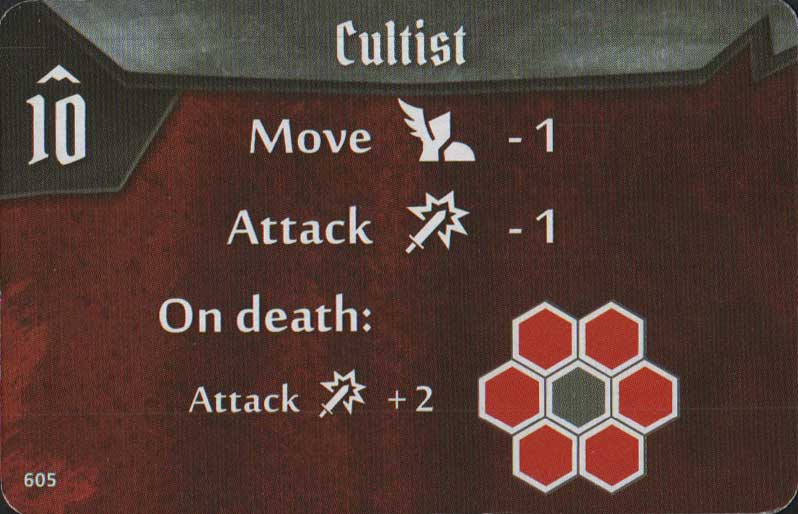 Cultist
10
Move - 1
Attack - 1
On death:
Attack + 2
605